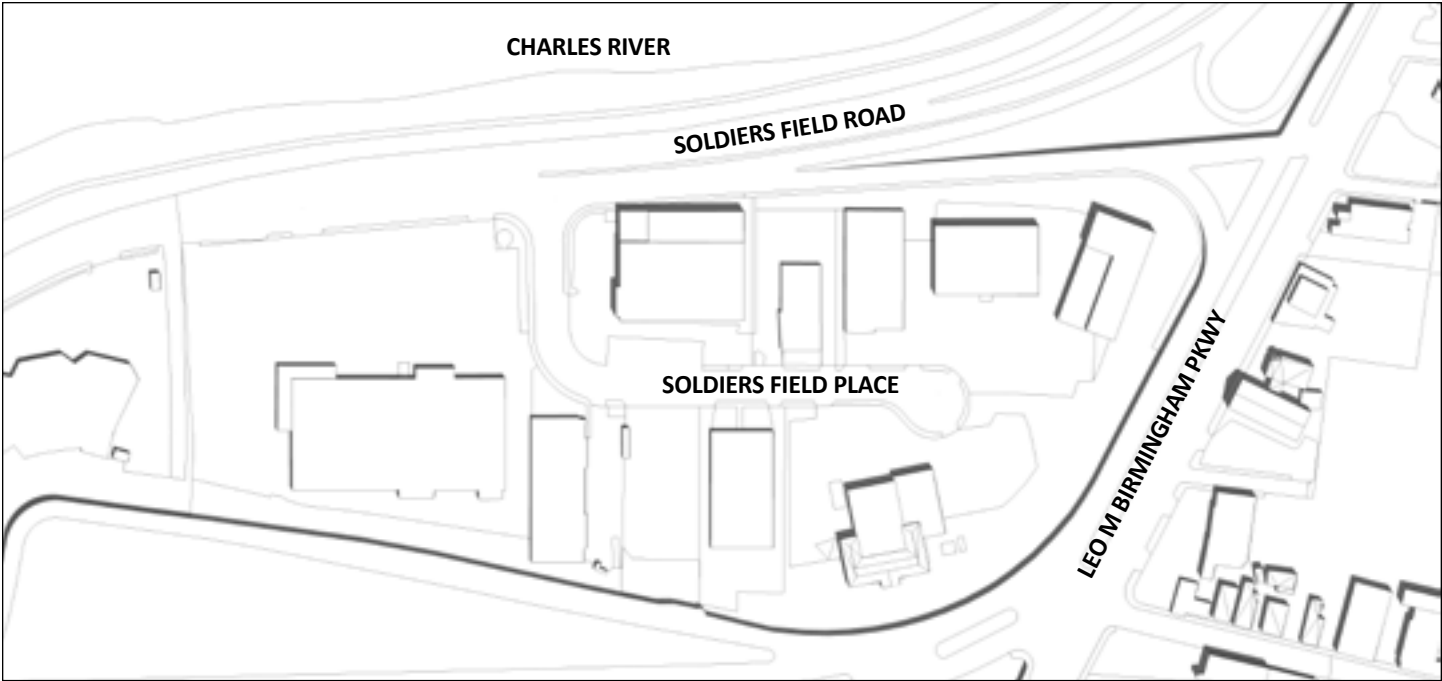 CHARLES RIVER
SOLDIERS FIELD ROAD
SOLDIERS FIELD PLACE
LEO M BIRMINGHAM PKWY